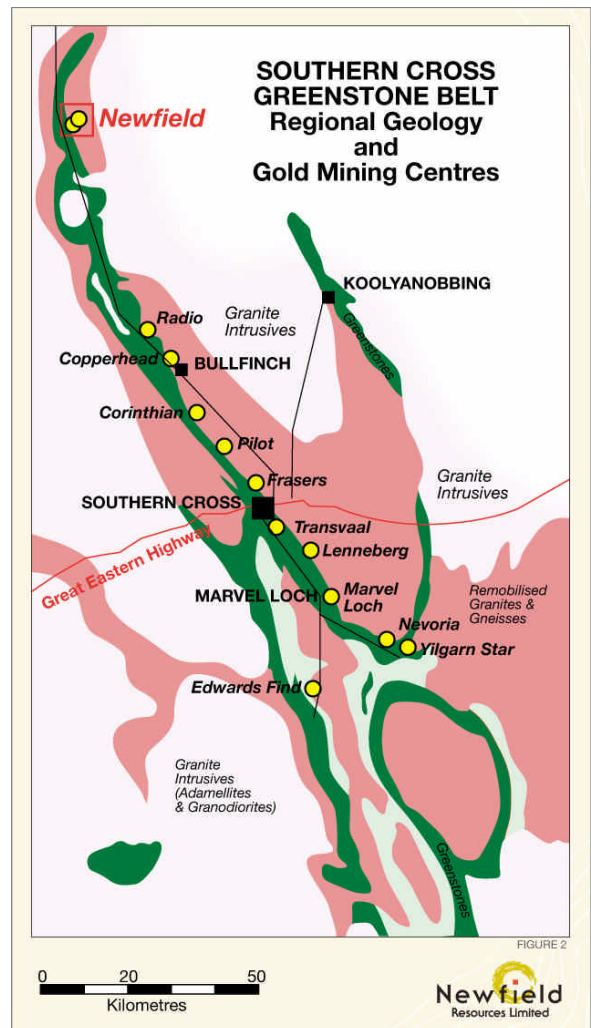 SOUTHERN CROSS
GREENSTONE BELT
Regional Geology
and
Gold Mining Centres
Newfield
KOOLYANOBBING
Greenstones
Radio
Granite
Intrusives
Copperhead
BULLFINCH
Corinthian
Pilot
Frasers
Granite
Intrusives
SOUTHERN CROSS
Transvaal
Great Eastern Highway
Lenneberg
MARVEL LOCH
Marvel
Loch
Remobilised
Granites &
Gneisses
Nevoria
Yilgarn Star
Edwards Find
Granite
Intrusives
(Adamellites
& Granodiorites)
Greenstones
FIGURE 2
0 20 50
Kilometres
Newfield
Resources Limited